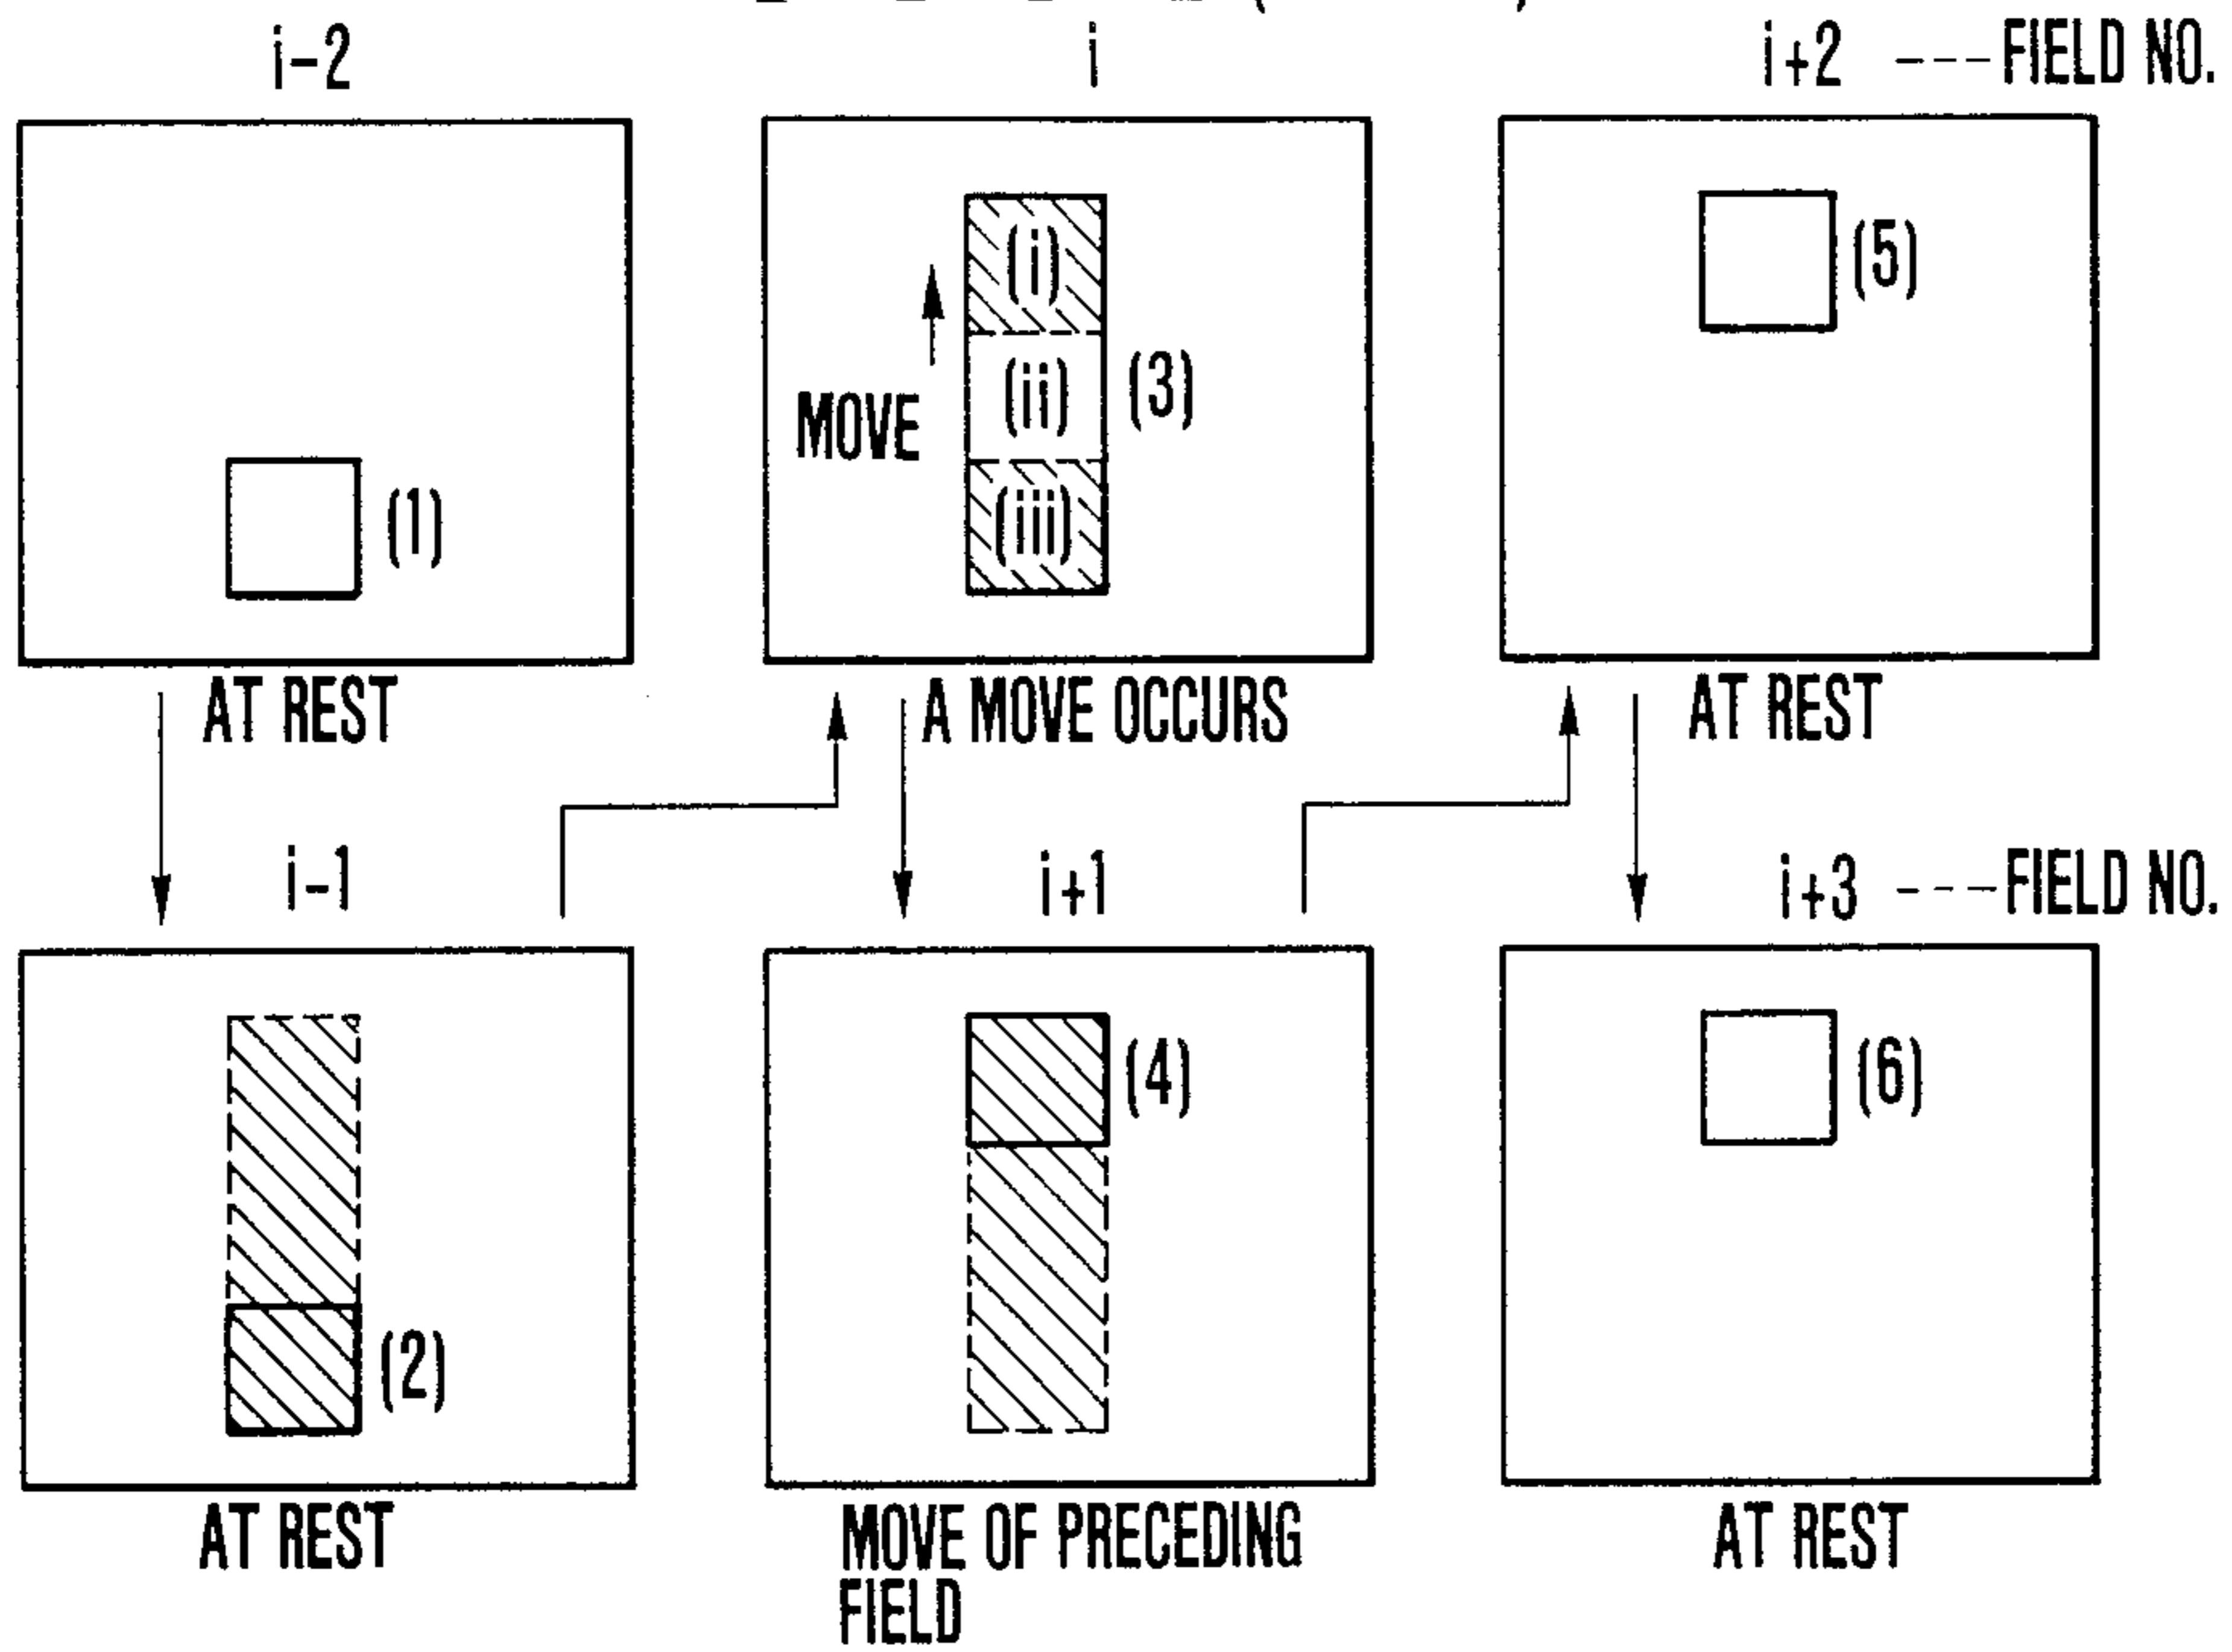 i-2 i i+2 ---FIELD NO.
(i)
(5)
(ii) (3)
MOVE
(1) (iii)
AT REST A MOVE OCCURS AT REST
i-1 i+1 i+3 ---FIELD NO.
(4) (6)
(2)
AT REST MOVE OF PRECEDING AT REST
FIELD